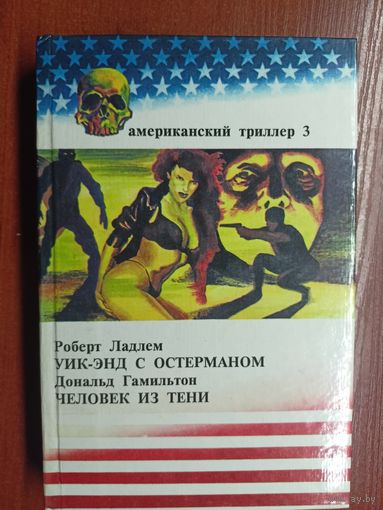 американский триллер 3
Роберт Ладлем
УИК-ЭНД С ОСТЕРМАНОМ
Дональд Гамильтон
ЧЕЛОВЕК ИЗ ТЕНИ